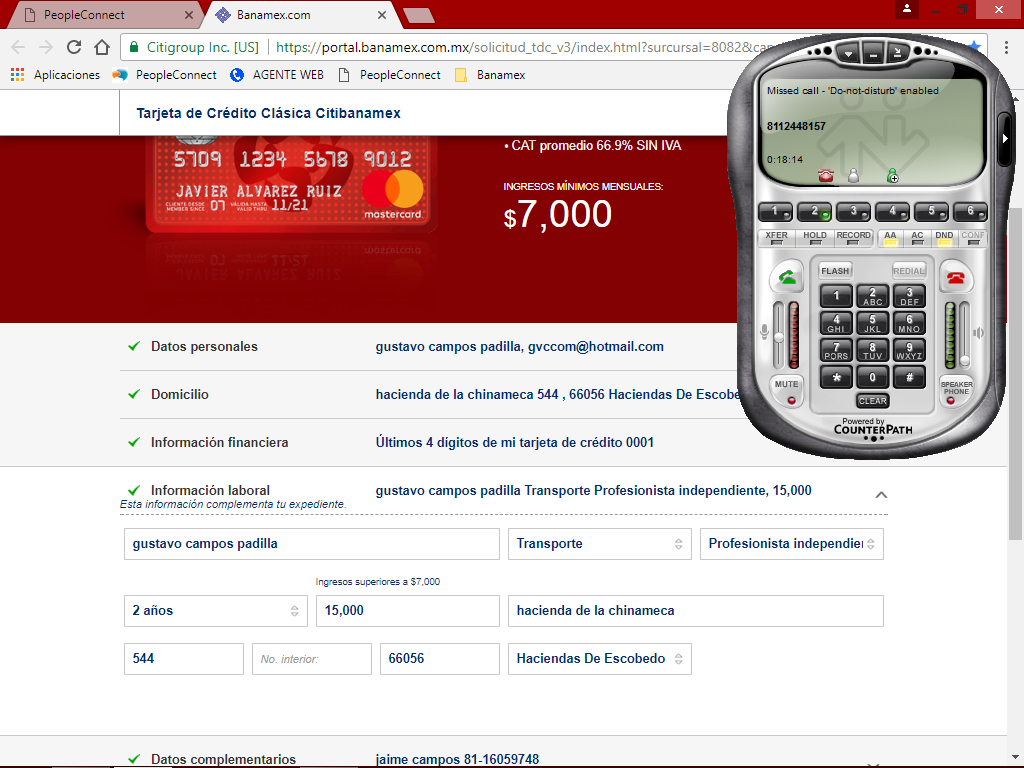 PeopleConnect
Banamex.com
Citigroup Inc. [US]
https://portal.banamex.com.mx/solicitud_tdc_v3/index.html?sursursal=8082&
Aplicaciones
PeopleConnect
AGENTE WEB
PeopleConnect
Banamex
Tarjeta de Crédito Clásica Citibanamex
5709 1234 5678 9012
JAVIER ALVAREZ RUIZ
CLIENTE DESDE MEMBER SINCE 07 VÁLIDA HASTA VALID THRU 11/21
mastercard
• CAT promedio 66.9% SIN IVA
INGRESOS MÍNIMOS MENSUALES:
$7,000
Missed call - 'Do-not-disturb' enabled
8112448157
0:18:14
1 2 3 4 5 6
XFER HOLD RECORD AA AC DND CONF
FLASH REDIAL
1 2 ABC 3 DEF
4 GHI 5 JKL 6 MNO
7 PQRS 8 TUV 9 WXYZ
* 0 #
MUTE
SPEAKER PHONE
CLEAR
Powered by
COUNTERPATH
Datos personales
gustavo campos padilla, gvccom@hotmail.com
Domicilio
hacienda de la chinameca 544 , 66056 Haciendas De Escobe
Información financiera
Últimos 4 dígitos de mi tarjeta de crédito 0001
Información laboral
gustavo campos padilla Transporte Profesionista independiente, 15,000
Esta información complementa tu expediente.
gustavo campos padilla
Transporte
Profesionista independie
Ingresos superiores a $7,000
2 años
15,000
hacienda de la chinameca
544
No. interior:
66056
Haciendas De Escobedo
Datos complementarios
jaime campos 81-16059748